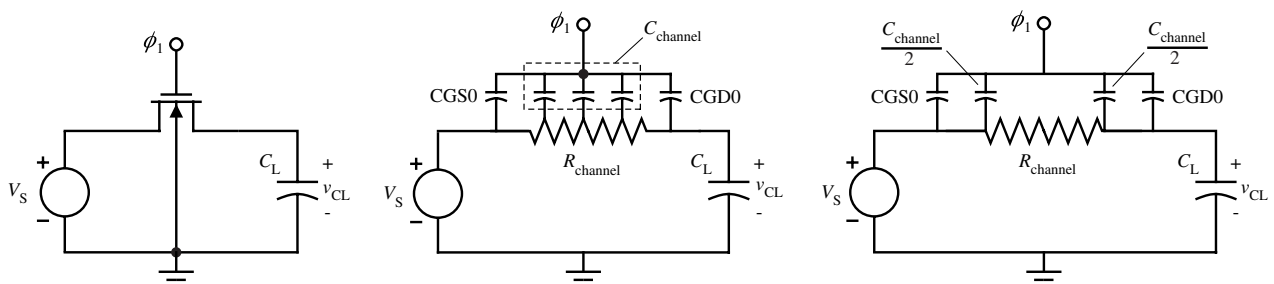 ϕ1
+
VS
−
CL
+
vCL
-
ϕ1
Cchannel
CGS0
CGD0
Rchannel
+
VS
−
CL
+
vCL
-
ϕ1
Cchannel
2
Cchannel
2
CGS0
CGD0
Rchannel
+
VS
−
CL
+
vCL
-